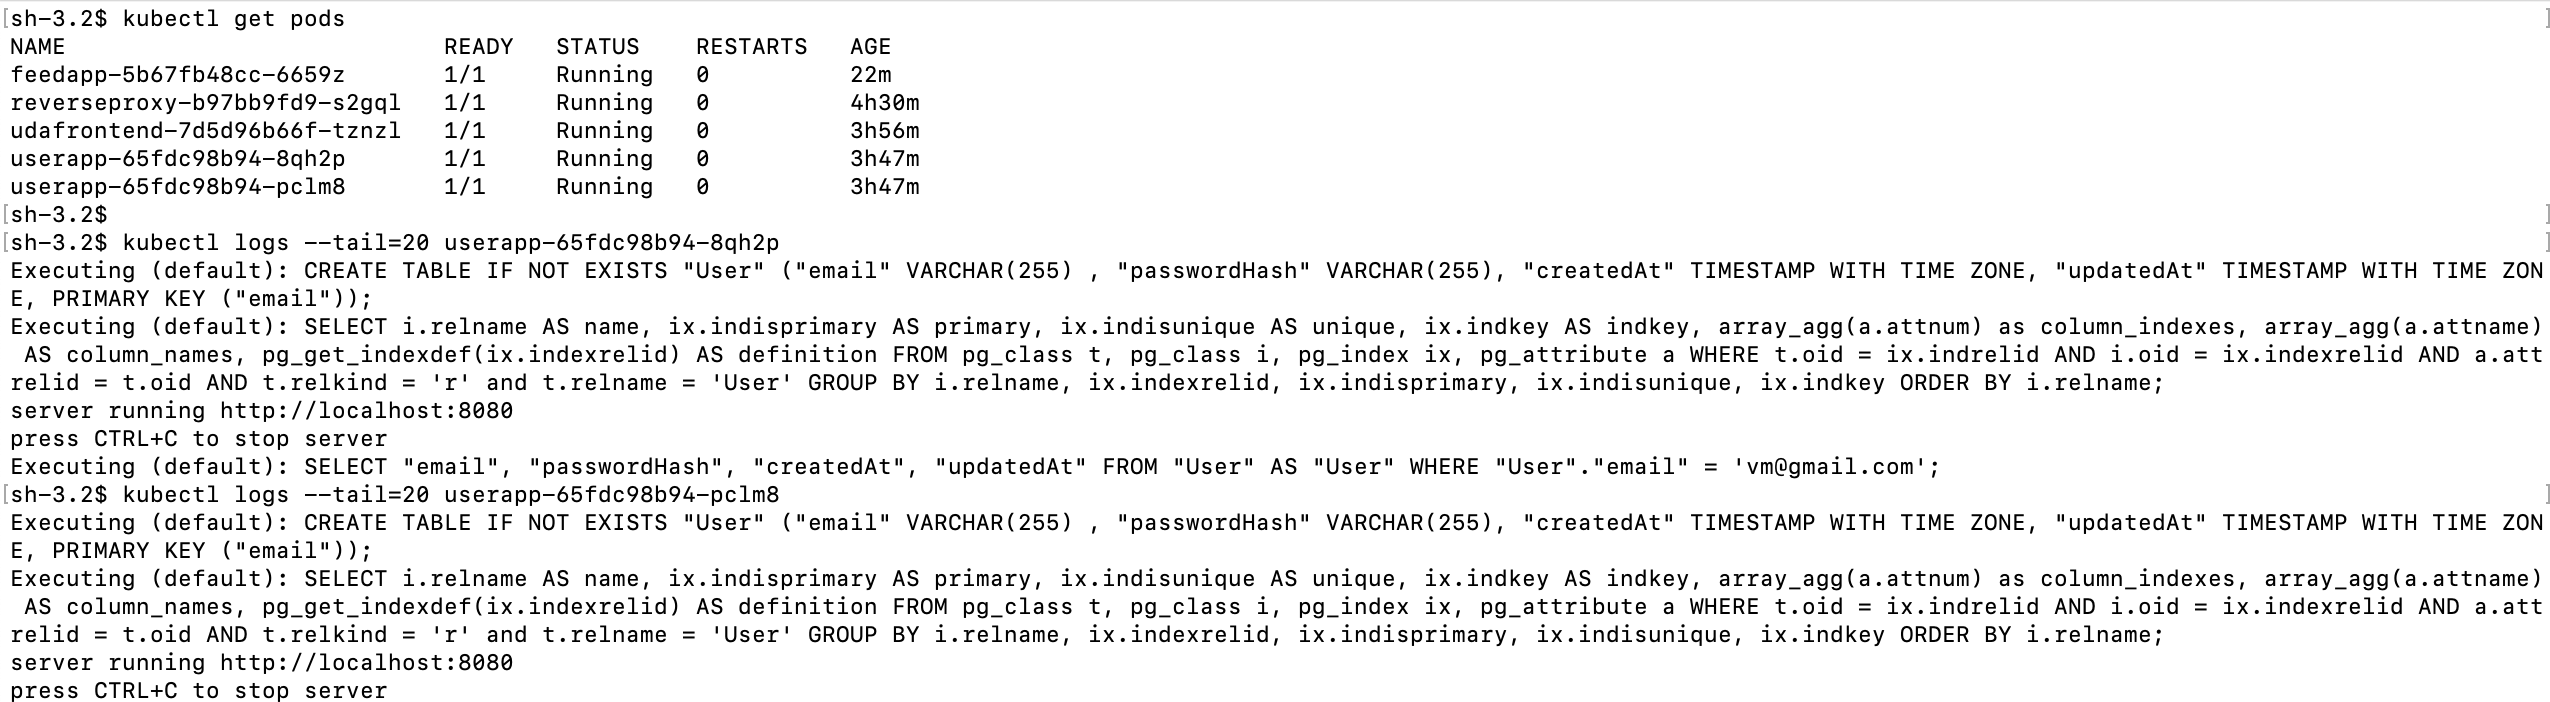 [sh-3.2$ kubectl get pods ]
NAME READY STATUS RESTARTS AGE
feedapp-5b67fb48cc-6659z 1/1 Running 0 22m
reverseproxy-b97bb9fd9-s2gql 1/1 Running 0 4h30m
udafrontend-7d5d96b66f-tznzl 1/1 Running 0 3h56m
userapp-65fdc98b94-8qh2p 1/1 Running 0 3h47m
userapp-65fdc98b94-pclm8 1/1 Running 0 3h47m
[sh-3.2$ ]
[sh-3.2$ kubectl logs --tail=20 userapp-65fdc98b94-8qh2p ]
Executing (default): CREATE TABLE IF NOT EXISTS "User" ("email" VARCHAR(255) , "passwordHash" VARCHAR(255), "createdAt" TIMESTAMP WITH TIME ZONE, "updatedAt" TIMESTAMP WITH TIME ZON
E, PRIMARY KEY ("email"));
Executing (default): SELECT i.relname AS name, ix.indisprimary AS primary, ix.indisunique AS unique, ix.indkey AS indkey, array_agg(a.attnum) as column_indexes, array_agg(a.attname)
 AS column_names, pg_get_indexdef(ix.indexrelid) AS definition FROM pg_class t, pg_class i, pg_index ix, pg_attribute a WHERE t.oid = ix.indrelid AND i.oid = ix.indexrelid AND a.att
relid = t.oid AND t.relkind = 'r' and t.relname = 'User' GROUP BY i.relname, ix.indexrelid, ix.indisprimary, ix.indisunique, ix.indkey ORDER BY i.relname;
server running http://localhost:8080
press CTRL+C to stop server
Executing (default): SELECT "email", "passwordHash", "createdAt", "updatedAt" FROM "User" AS "User" WHERE "User"."email" = 'vm@gmail.com';
[sh-3.2$ kubectl logs --tail=20 userapp-65fdc98b94-pclm8 ]
Executing (default): CREATE TABLE IF NOT EXISTS "User" ("email" VARCHAR(255) , "passwordHash" VARCHAR(255), "createdAt" TIMESTAMP WITH TIME ZONE, "updatedAt" TIMESTAMP WITH TIME ZON
E, PRIMARY KEY ("email"));
Executing (default): SELECT i.relname AS name, ix.indisprimary AS primary, ix.indisunique AS unique, ix.indkey AS indkey, array_agg(a.attnum) as column_indexes, array_agg(a.attname)
 AS column_names, pg_get_indexdef(ix.indexrelid) AS definition FROM pg_class t, pg_class i, pg_index ix, pg_attribute a WHERE t.oid = ix.indrelid AND i.oid = ix.indexrelid AND a.att
relid = t.oid AND t.relkind = 'r' and t.relname = 'User' GROUP BY i.relname, ix.indexrelid, ix.indisprimary, ix.indisunique, ix.indkey ORDER BY i.relname;
server running http://localhost:8080
press CTRL+C to stop server